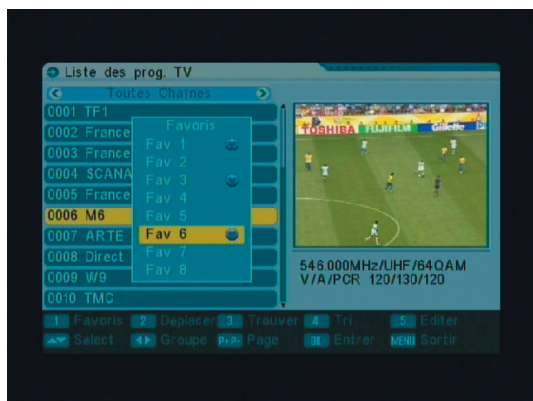 Liste des prog. TV
Toutes Chaînes
0001 TF1
0002 France
0003 France
0004 $CANA
0005 France
0006 M6
0007 ARTE
0008 Direct
0009 W9
0010 TMC
Favoris
Fav 1
Fav 2
Fav 3
Fav 4
Fav 5
Fav 6
Fav 7
Fav 8
TOSHIBA FUJIFILM Gillette
546.000MHz/UHF/64QAM
V/A/PCR 120/130/120
1 Favoris 2 Déplacer 3 Trouver 4 Tri 5 Editer
Select Groupe P+P- Page OK Entrer MENU Sortir